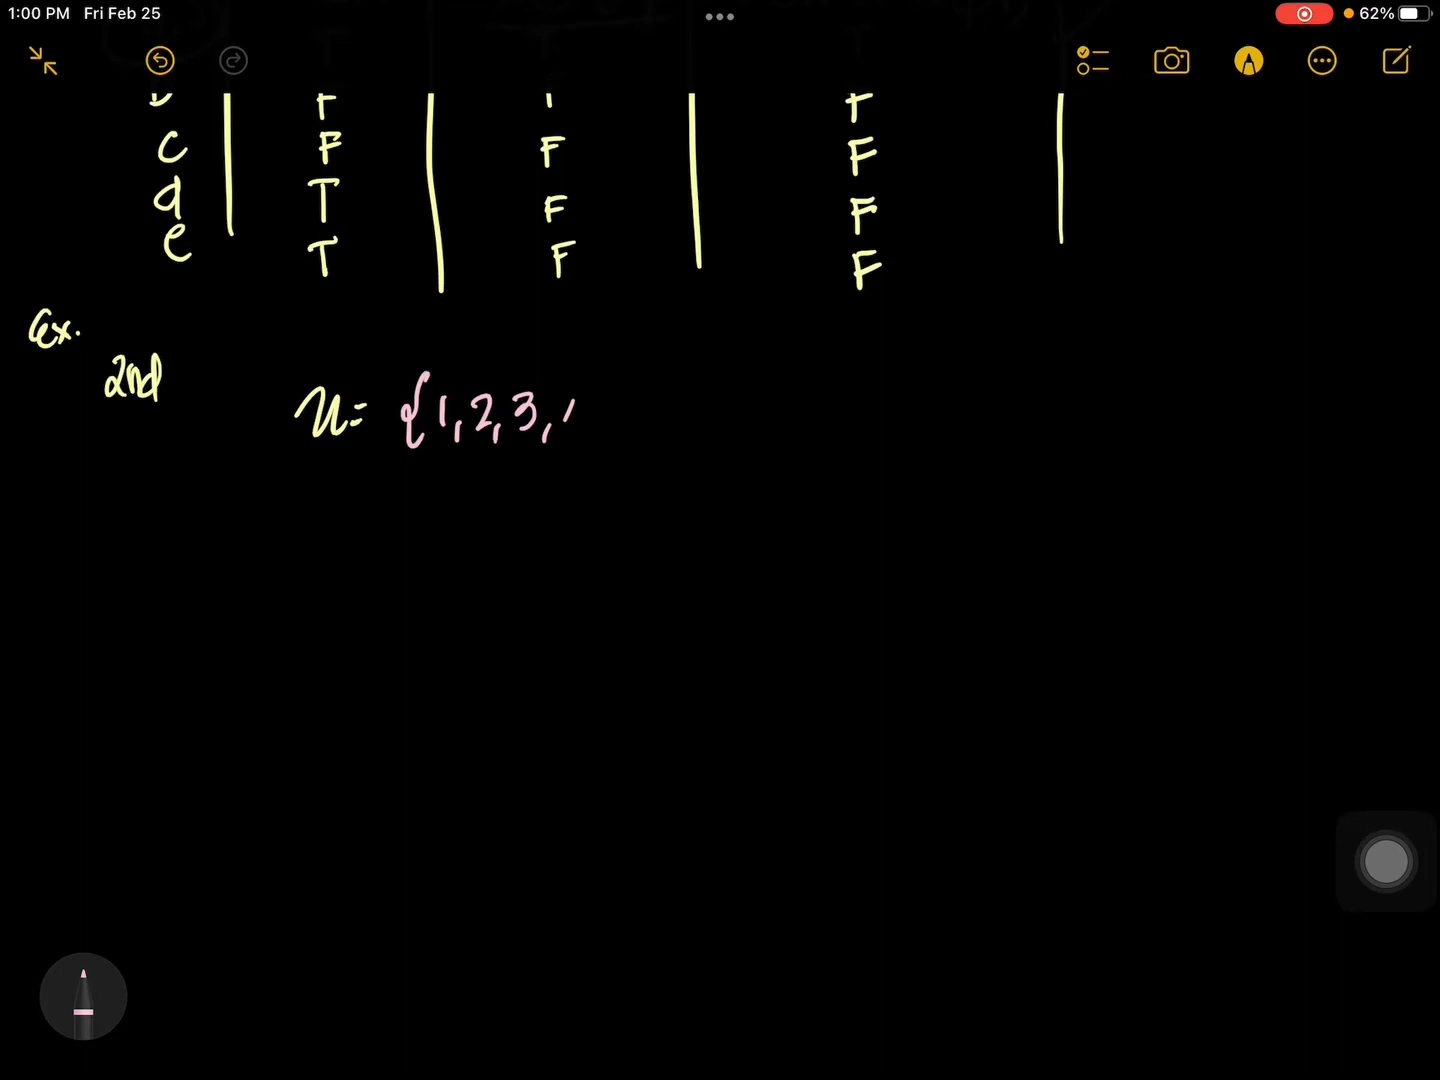 1:00 PM Fri Feb 25 62%
C F F F
d T F F
e T F F
Ex.
2nd
U= {1,2,3,